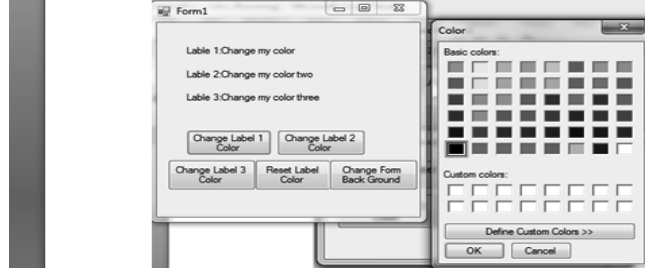 Form1
Lable 1:Change my color
Lable 2:Change my color two
Lable 3:Change my color three
Change Label 1
Color
Change Label 2
Color
Change Label 3
Color
Reset Label
Color
Change Form
Back Ground
Color
Basic colors:
Custom colors:
Define Custom Colors >>
OK
Cancel